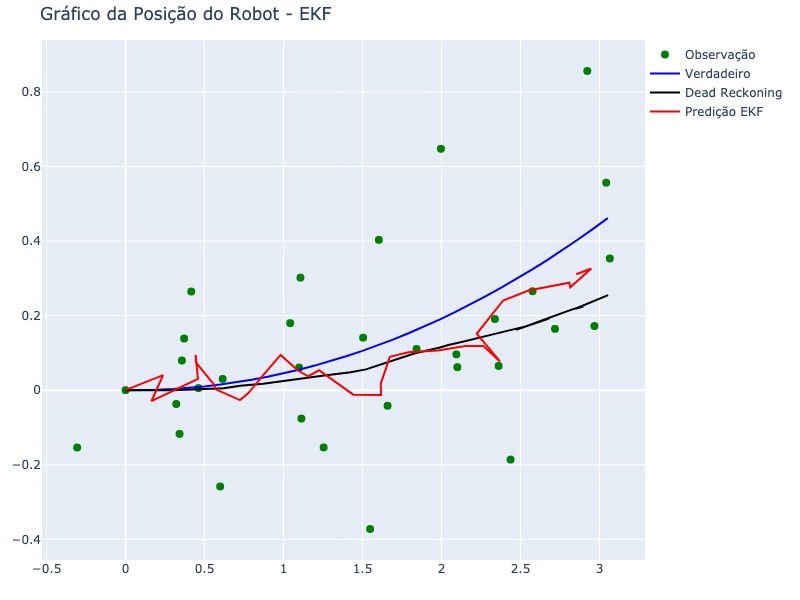 Gráfico da Posição do Robot - EKF
Observação
Verdadeiro
Dead Reckoning
Predição EKF
0.8
0.6
0.4
0.2
0
−0.2
−0.4
−0.5 0 0.5 1 1.5 2 2.5 3